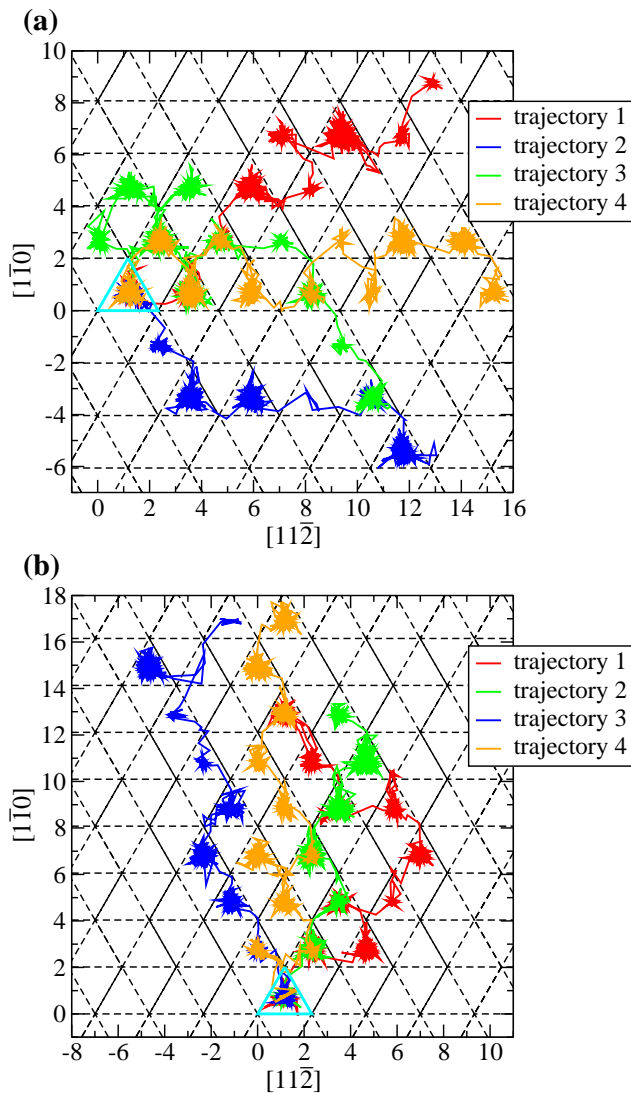 (a)
10
8
6
4
2
0
-2
-4
-6
[11̅0]
0 2 4 6 8 10 12 14 16
[112̅]
trajectory 1
trajectory 2
trajectory 3
trajectory 4
(b)
18
16
14
12
10
8
6
4
2
0
[11̅0]
-8 -6 -4 -2 0 2 4 6 8 10
[112̅]
trajectory 1
trajectory 2
trajectory 3
trajectory 4